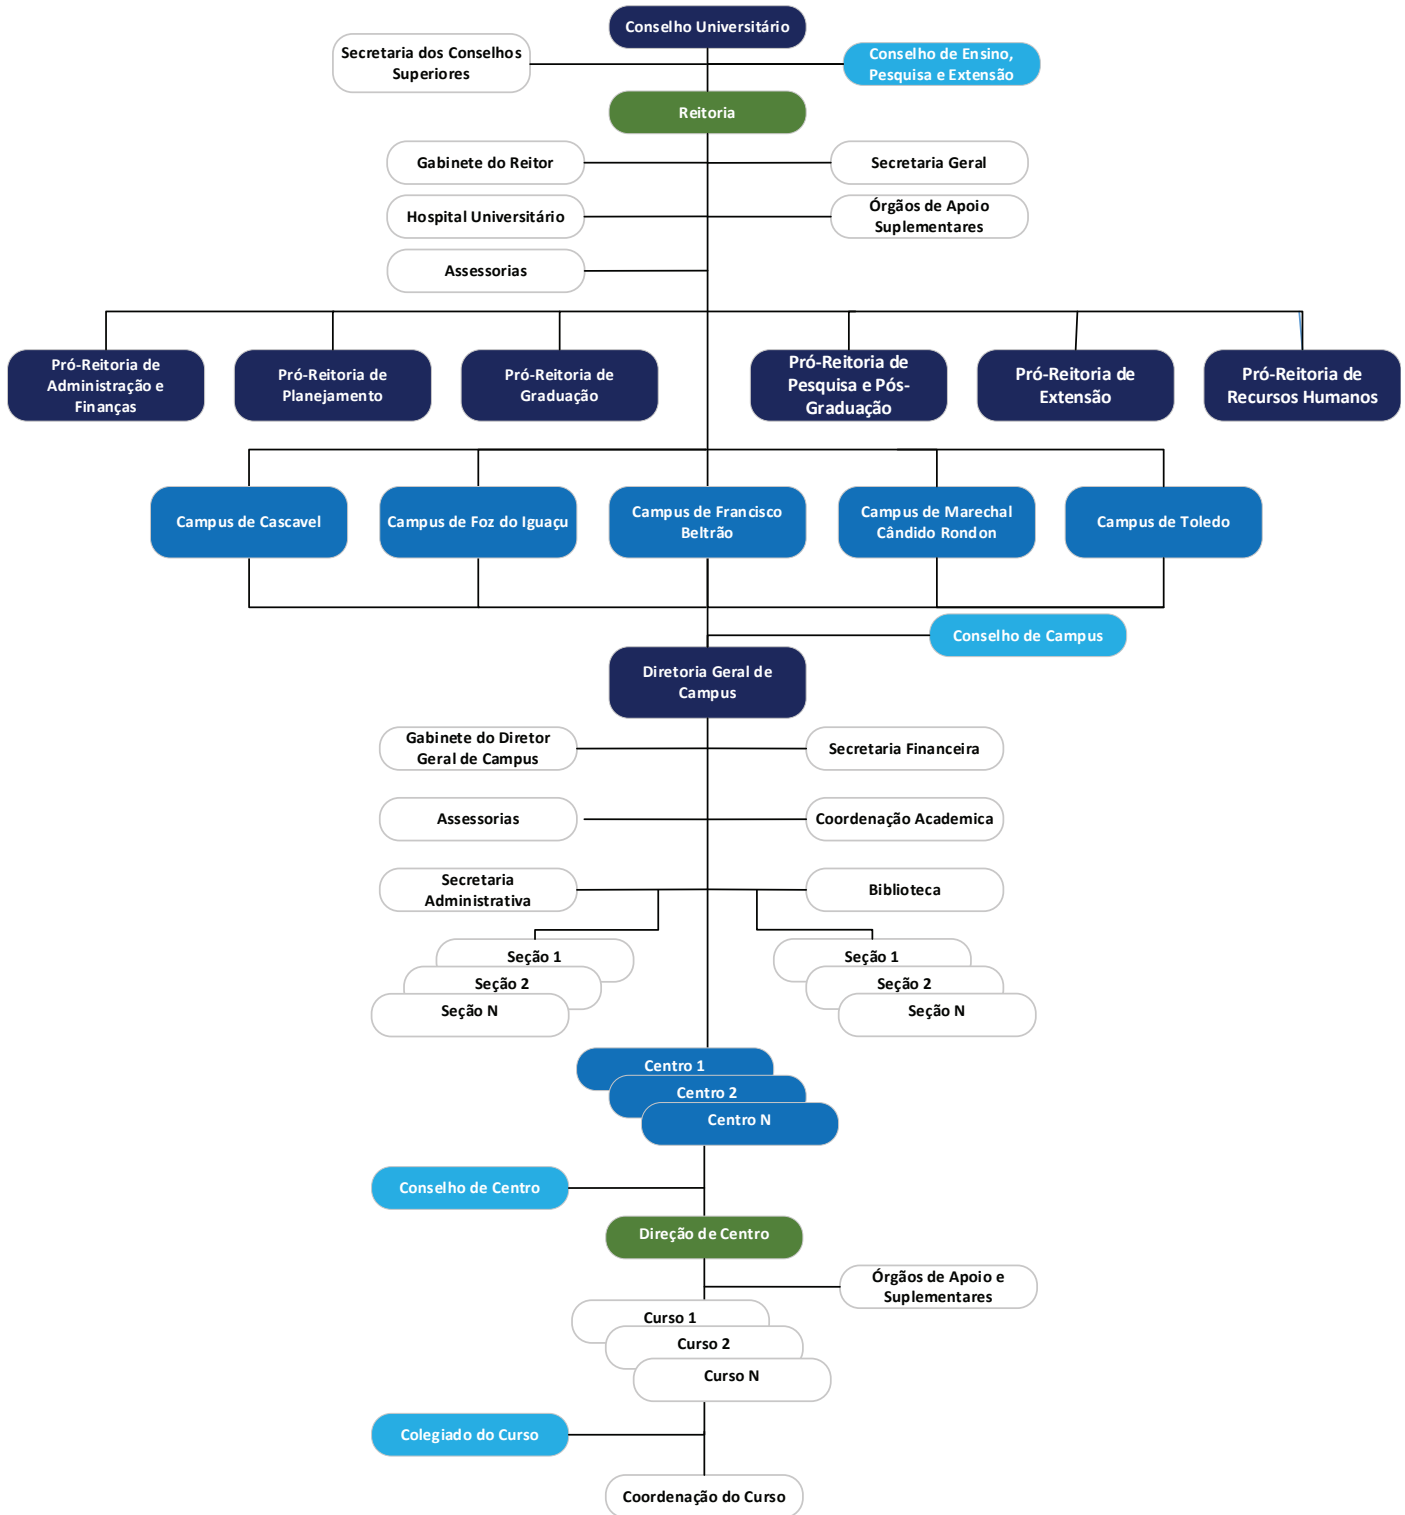 Conselho Universitário
Secretaria dos Conselhos
Superiores
Conselho de Ensino,
Pesquisa e Extensão
Reitoria
Gabinete do Reitor
Secretaria Geral
Hospital Universitário
Órgãos de Apoio
Suplementares
Assessorias
Pró-Reitoria de
Administração e
Finanças
Pró-Reitoria de
Planejamento
Pró-Reitoria de
Graduação
Pró-Reitoria de
Pesquisa e Pós-
Graduação
Pró-Reitoria de
Extensão
Pró-Reitoria de
Recursos Humanos
Campus de Cascavel
Campus de Foz do Iguaçu
Campus de Francisco
Beltrão
Campus de Marechal
Cândido Rondon
Campus de Toledo
Conselho de Campus
Diretoria Geral de
Campus
Gabinete do Diretor
Geral de Campus
Secretaria Financeira
Assessorias
Coordenação Academica
Secretaria
Administrativa
Biblioteca
Seção 1
Seção 2
Seção N
Seção 1
Seção 2
Seção N
Centro 1
Centro 2
Centro N
Conselho de Centro
Direção de Centro
Órgãos de Apoio e
Suplementares
Curso 1
Curso 2
Curso N
Colegiado do Curso
Coordenação do Curso